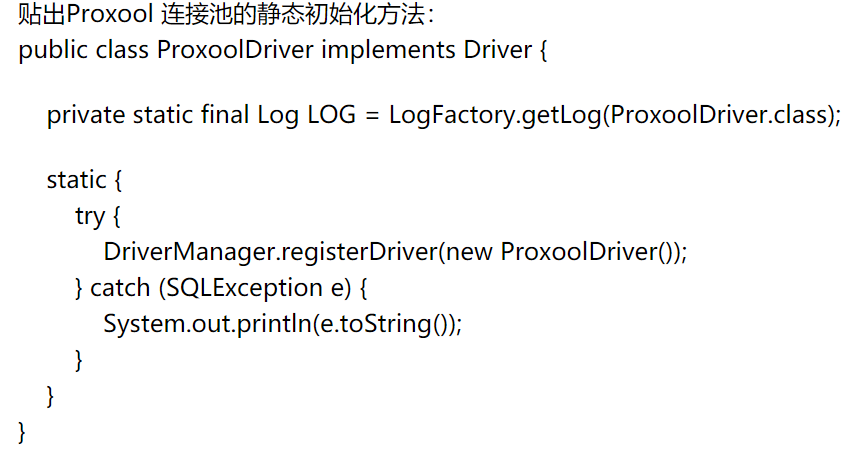 贴出Proxool 连接池的静态初始化方法：
public class ProxoolDriver implements Driver {
private static final Log LOG = LogFactory.getLog(ProxoolDriver.class);
static {
try {
DriverManager.registerDriver(new ProxoolDriver());
} catch (SQLException e) {
System.out.println(e.toString());
}
}
}